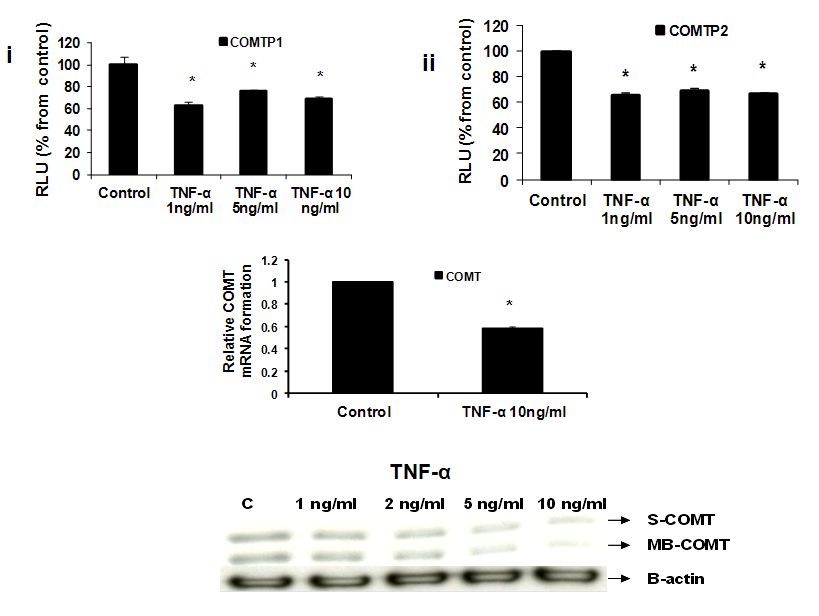 i
COMTP1
RLU (% from control)
120
100
80
60
40
20
0
*
*
*
Control
TNF-α 1ng/ml
TNF-α 5ng/ml
TNF-α 10 ng/ml
ii
COMTP2
RLU (% from control)
120
100
80
60
40
20
0
*
*
*
Control
TNF-α 1ng/ml
TNF-α 5ng/ml
TNF-α 10ng/ml
COMT
Relative COMT
mRNA formation
1.2
1
0.8
0.6
0.4
0.2
0
*
Control
TNF-α 10ng/ml
TNF-α
C 1 ng/ml 2 ng/ml 5 ng/ml 10 ng/ml
S-COMT
MB-COMT
B-actin